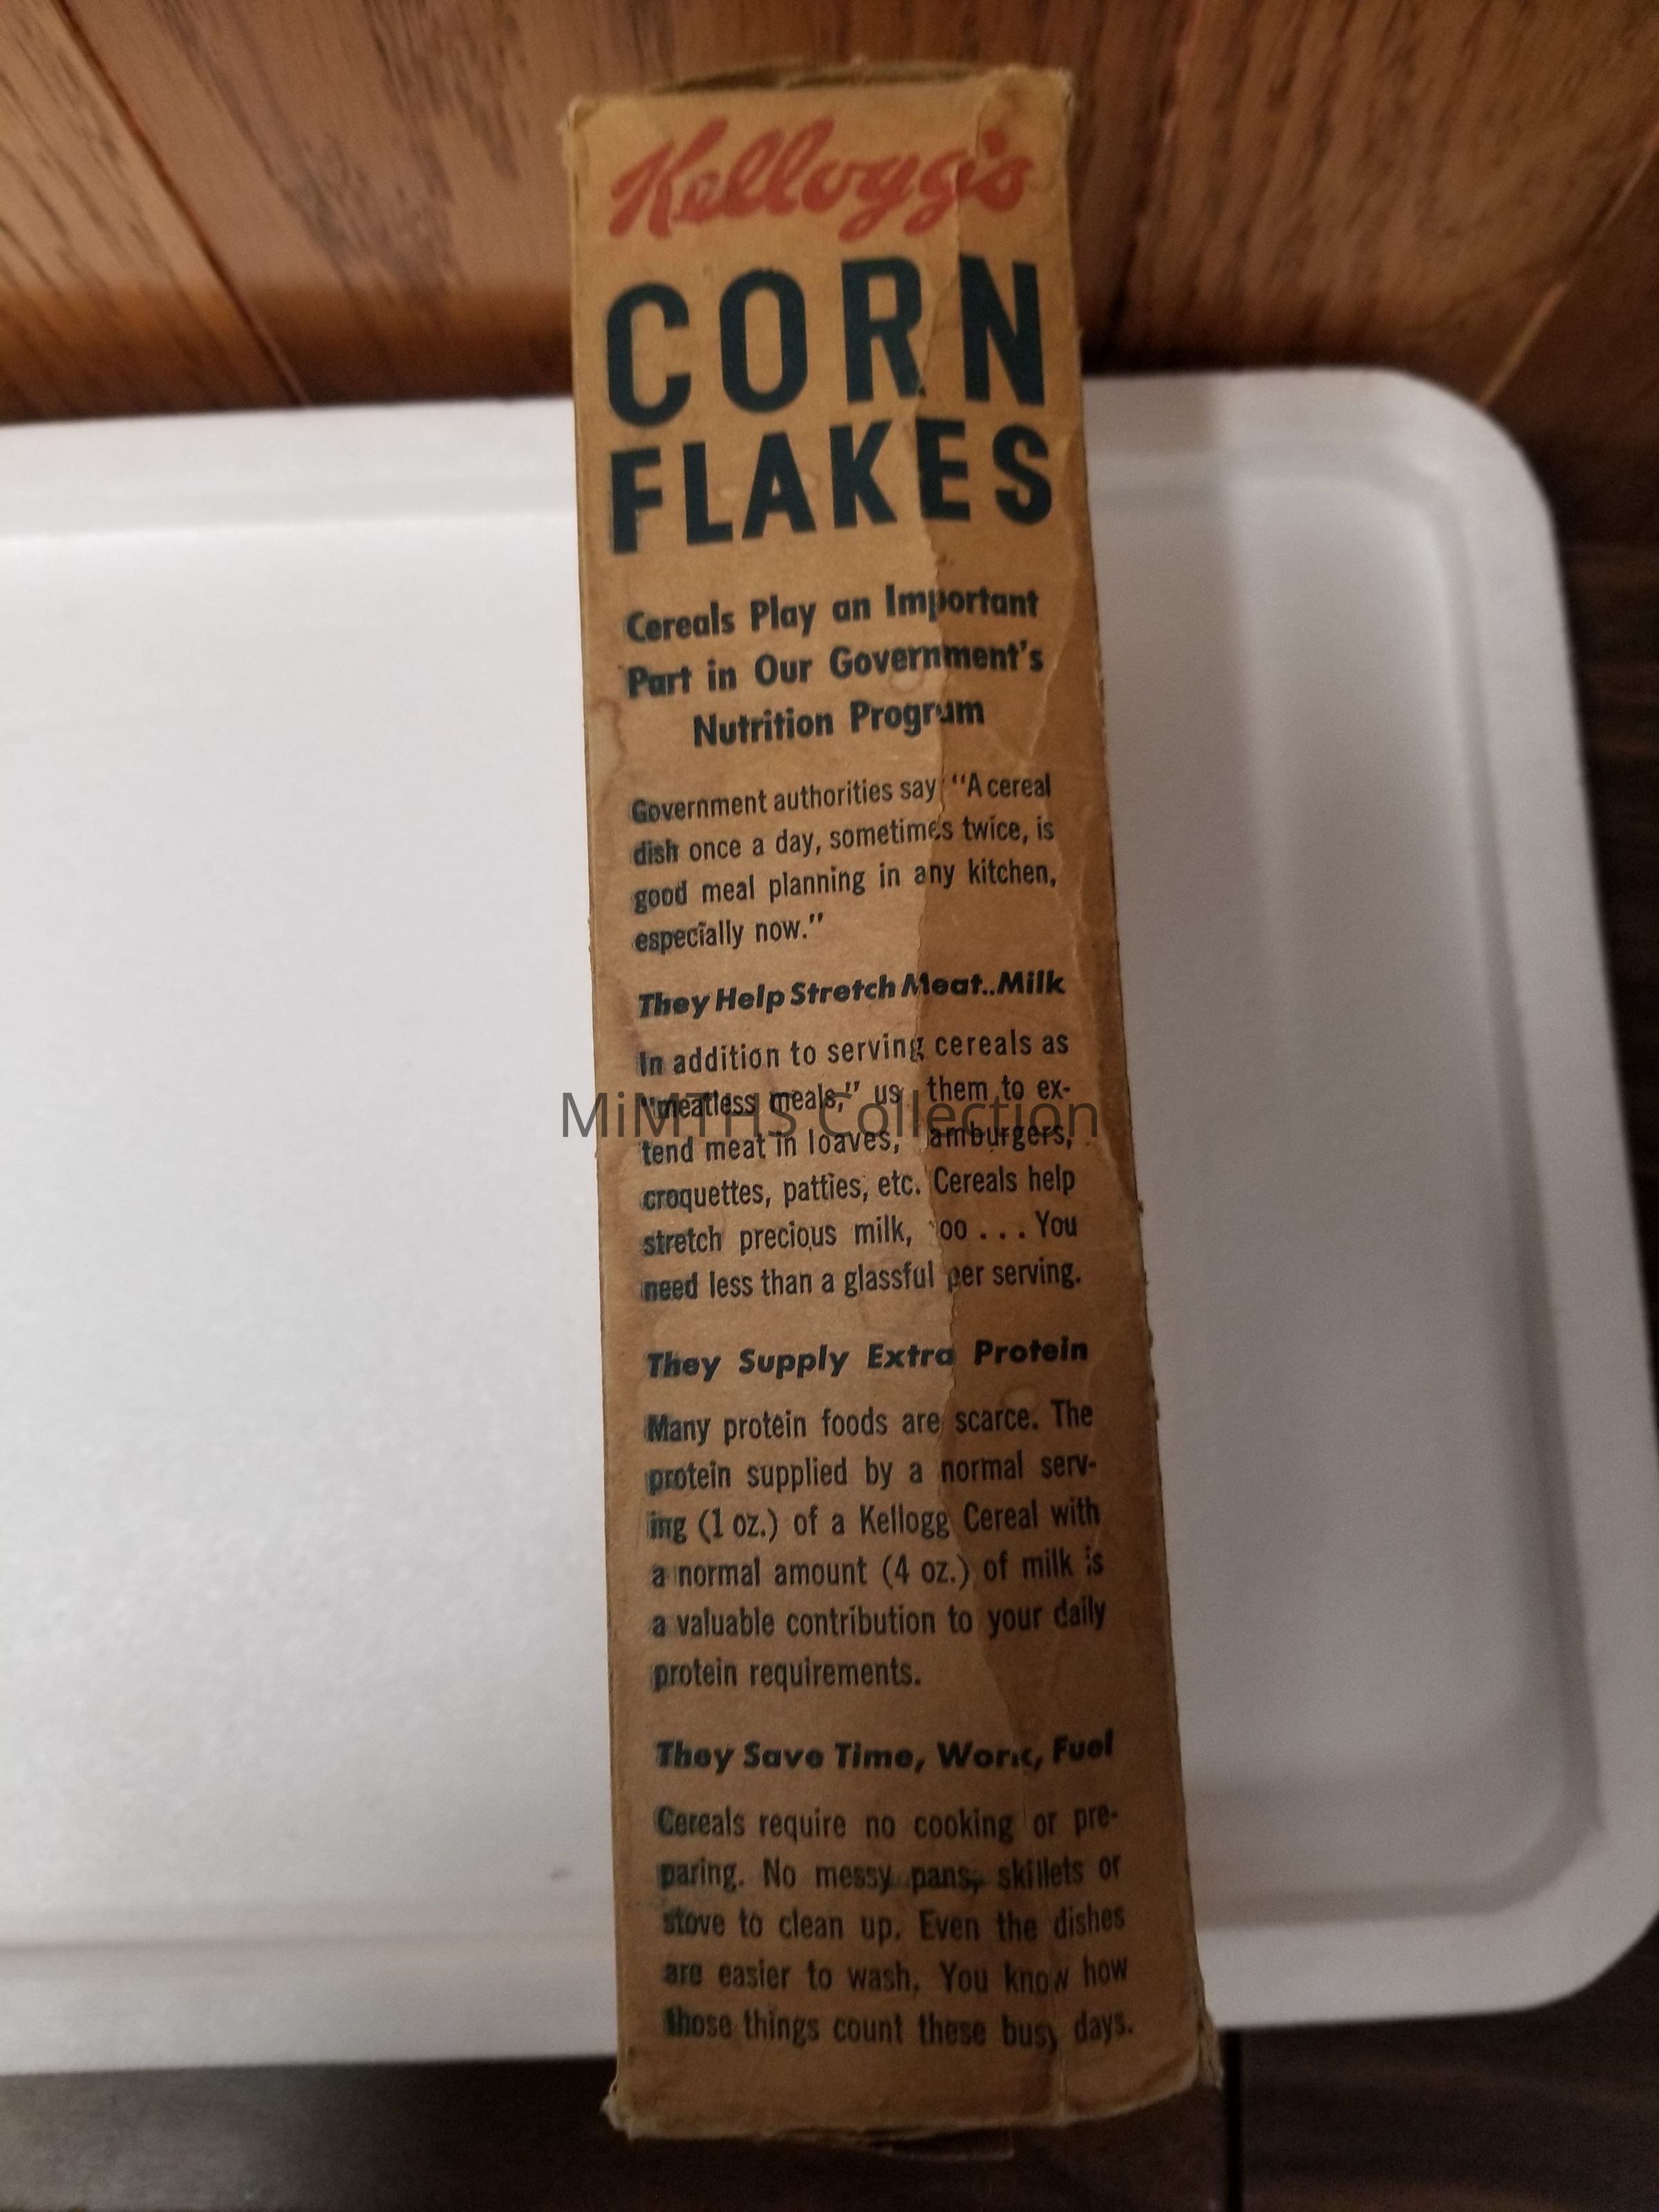 Kellogg's
CORN
FLAKES
Cereals Play an Important
Part in Our Government's
Nutrition Program
Government authorities say "A cereal
dish once a day, sometimes twice, is
good meal planning in any kitchen,
especially now."
They Help Stretch Meat..Milk
In addition to serving cereals as
"meatless meals," us them to ex-
tend meat in loaves, amburgers,
croquettes, patties, etc. Cereals help
stretch precious milk, oo ... You
need less than a glassful per serving.
They Supply Extra Protein
Many protein foods are scarce. The
protein supplied by a normal serv-
ing (1 oz.) of a Kellogg Cereal with
a normal amount (4 oz.) of milk is
a valuable contribution to your daily
protein requirements.
They Save Time, Work, Fuel
Cereals require no cooking or pre-
paring. No messy pans, skillets or
stove to clean up. Even the dishes
are easier to wash. You know how
those things count these busy days.
MiMTHS Collection